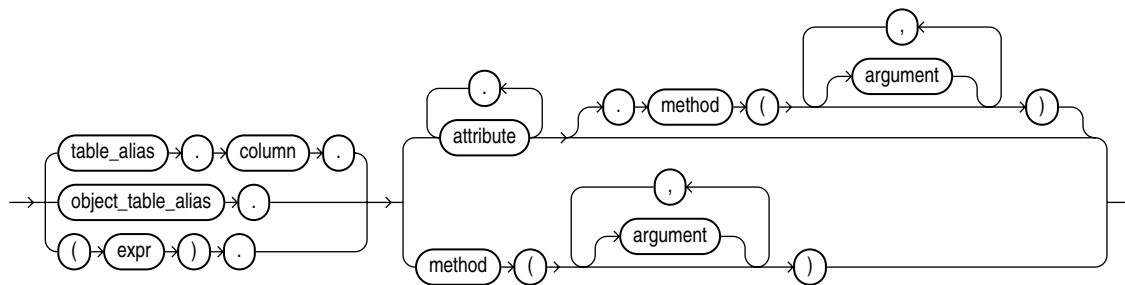 ,
. argument
. method ( )
table_alias . column . attribute
,
object_table_alias .
argument
( expr ) .
method ( )